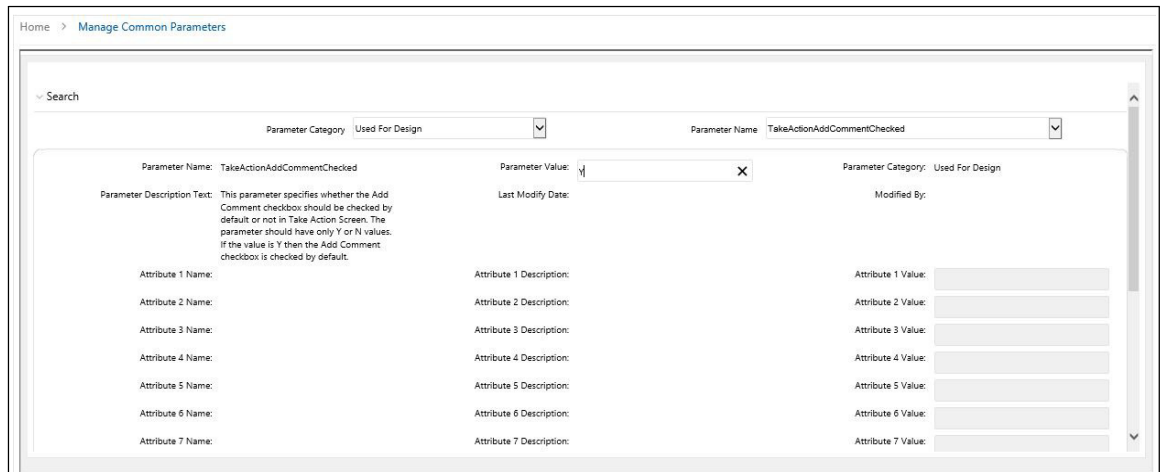 Home > Manage Common Parameters
Search
Parameter Category Used For Design Parameter Name TakeActionAddCommentChecked
Parameter Name: TakeActionAddCommentChecked Parameter Value: Y Parameter Category: Used For Design
Parameter Description Text: This parameter specifies whether the Add Last Modify Date: Modified By:
Comment checkbox should be checked by
default or not in Take Action Screen. The
parameter should have only Y or N values.
If the value is Y then the Add Comment
checkbox is checked by default.
Attribute 1 Name: Attribute 1 Description: Attribute 1 Value:
Attribute 2 Name: Attribute 2 Description: Attribute 2 Value:
Attribute 3 Name: Attribute 3 Description: Attribute 3 Value:
Attribute 4 Name: Attribute 4 Description: Attribute 4 Value:
Attribute 5 Name: Attribute 5 Description: Attribute 5 Value:
Attribute 6 Name: Attribute 6 Description: Attribute 6 Value:
Attribute 7 Name: Attribute 7 Description: Attribute 7 Value: